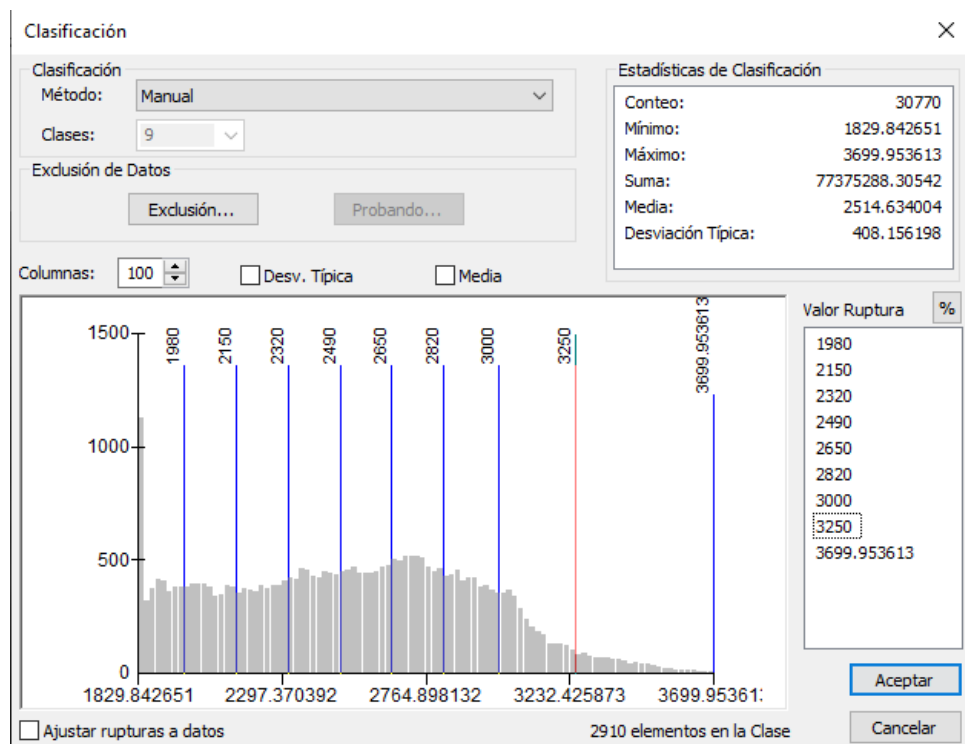 Clasificación
Clasificación
Método: Manual
Clases: 9
Exclusión de Datos
Exclusión...
Probando...
Estadísticas de Clasificación
Conteo: 30770
Mínimo: 1829.842651
Máximo: 3699.953613
Suma: 77375288.30542
Media: 2514.634004
Desviación Típica: 408.156198
Columnas: 100
Desv. Típica
Media
1500
1000
500
0
1980
2150
2320
2490
2650
2820
3000
3250
3699.953613
1829.842651 2297.370392 2764.898132 3232.425873 3699.953613
Valor Ruptura %
1980
2150
2320
2490
2650
2820
3000
3250
3699.953613
Ajustar rupturas a datos
2910 elementos en la Clase
Aceptar
Cancelar